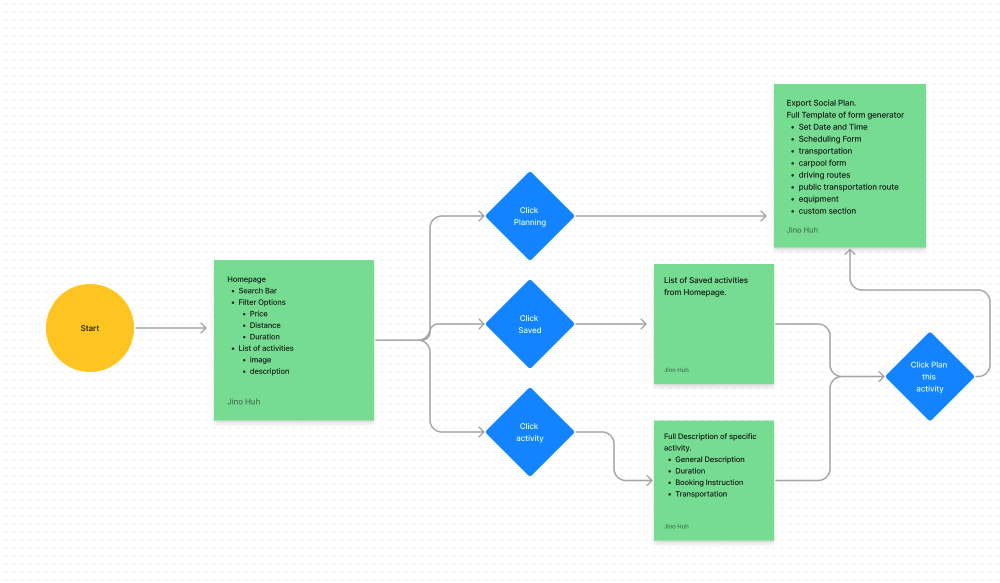 Start
Homepage
Search Bar
Filter Options
Price
Distance
Duration
List of activities
image
description
Jino Huh
Click
Planning
Click
Saved
Click
activity
List of Saved activities
from Homepage.
Jino Huh
Full Description of specific
activity.
General Description
Duration
Booking Instruction
Transportation
Jino Huh
Click Plan
this
activity
Export Social Plan.
Full Template of form generator
Set Date and Time
Scheduling Form
transportation
carpool form
driving routes
public transportation route
equipment
custom section
Jino Huh